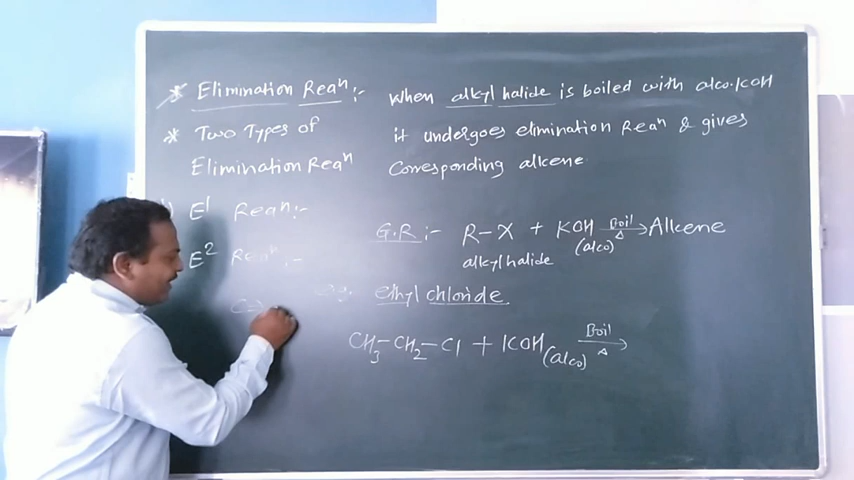 * Elimination Reaⁿ :-
* Two Types of
Elimination Reaⁿ
) E¹ Reaⁿ :-
E² Reaⁿ :-
C=
When alkyl halide is boiled with alco.KOH
it undergoes elimination Reaⁿ & gives
Corresponding alkene
G.R :- R-X + KOH (alco) Boil Δ → Alkene
alkyl halide
e.g. ethyl chloride
CH₃-CH₂-Cl + KOH (alco) Boil Δ →